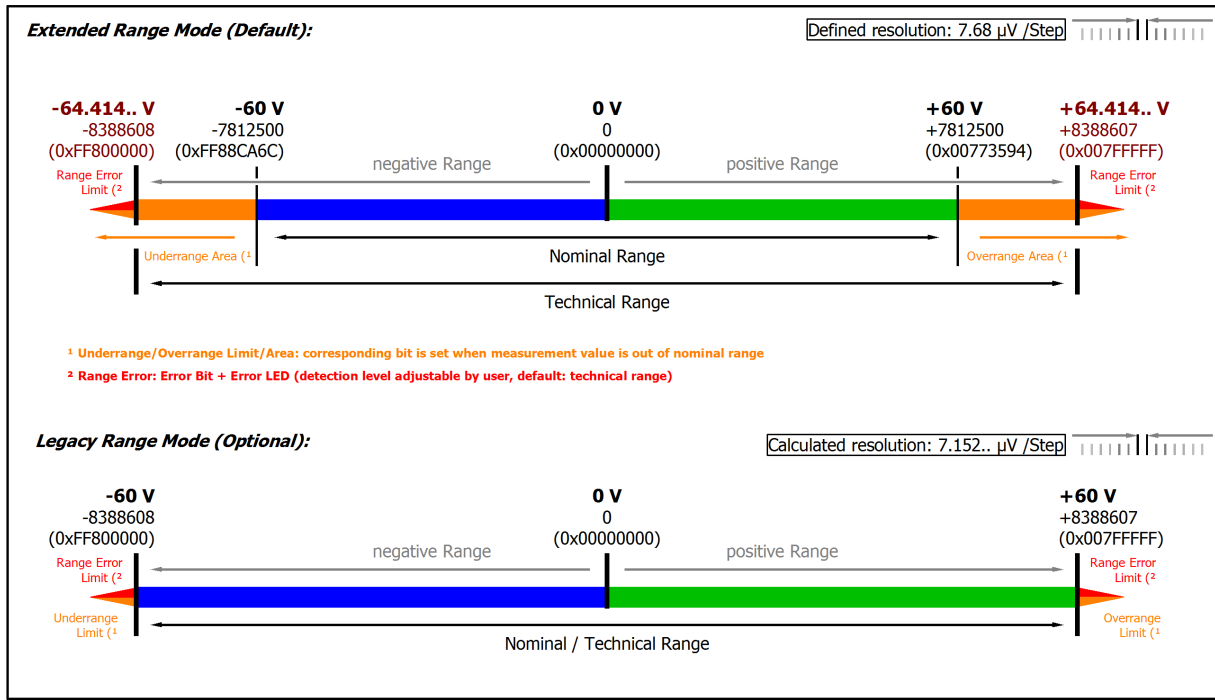 Extended Range Mode (Default):
Defined resolution: 7.68 µV /Step
-64.414.. V
-8388608
(0xFF800000)
-60 V
-7812500
(0xFF88CA6C)
0 V
0
(0x00000000)
+60 V
+7812500
(0x00773594)
+64.414.. V
+8388607
(0x007FFFFF)
negative Range
positive Range
Range Error
Limit (²
Range Error
Limit (²
Underrange Area (¹
Nominal Range
Overrange Area (¹
Technical Range
¹ Underrange/Overrange Limit/Area: corresponding bit is set when measurement value is out of nominal range
² Range Error: Error Bit + Error LED (detection level adjustable by user, default: technical range)
Legacy Range Mode (Optional):
Calculated resolution: 7.152.. µV /Step
-60 V
-8388608
(0xFF800000)
0 V
0
(0x00000000)
+60 V
+8388607
(0x007FFFFF)
negative Range
positive Range
Range Error
Limit (²
Range Error
Limit (²
Underrange
Limit (¹
Overrange
Limit (¹
Nominal / Technical Range